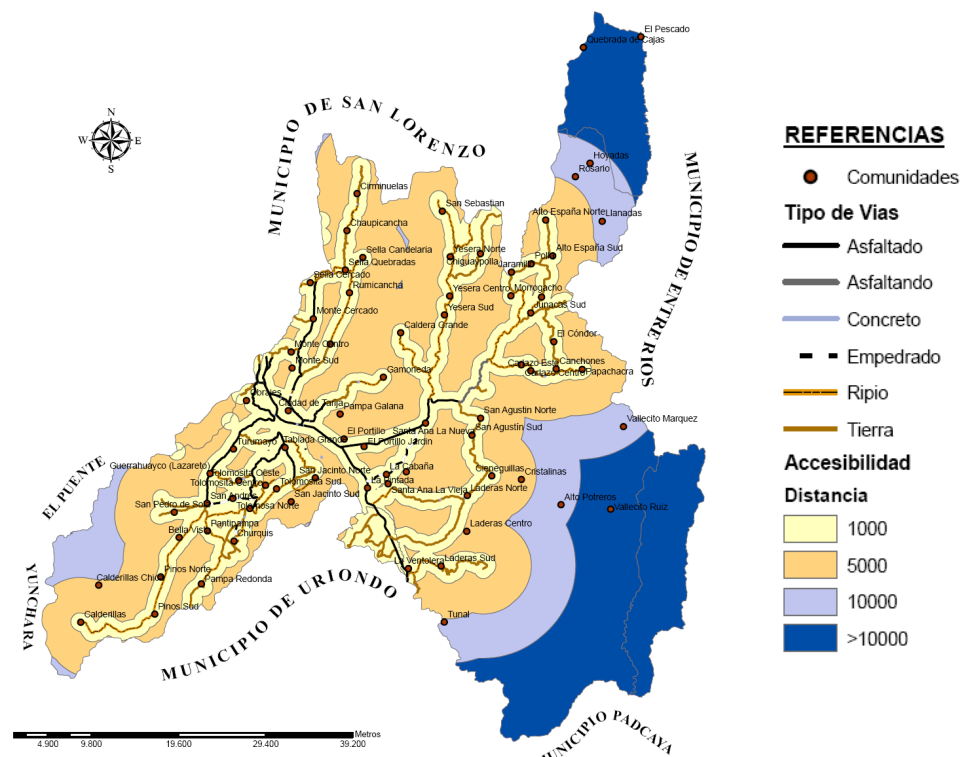 El Pescado
Quebrada de Cajas
MUNICIPIO DE SAN LORENZO
N
W E
S
MUNICIPIO DE ENTRE RIOS
Hoyadas
Rosario
Cirminuelas
San Sebastian
Alto España Norte
Llanadas
Chaupicancha
Sella Candelaria
Yesera Norte
Alto España Sud
Sella Quebradas
Chiguaypolla
Polla
Jaramillo
Sella Cercado
Rumicancha
Yesera Centro
Morrogacho
Monte Cercado
Yesera Sud
Junacas Sud
Caldera Grande
El Cóndor
Monte Centro
Monte Sud
Carlazo Este
Canchones
Gamoneda
Carlazo Centro
Papachacra
Ciudad de Tarija
Pampa Galana
San Agustin Norte
Vallecito Marquez
Santa Ana La Nueva
San Agustin Sud
Turumayo
Tablada Grande
El Portillo
El Portillo Jardin
EL PUENTE
Guerrahuayco (Lazareto)
Tolomosita Oeste
San Jacinto Norte
La Cabaña
Cieneguillas
Cristalinas
Tolomosita Centro
Tolomosita Sud
La Pintada
San Andres
San Jacinto Sud
Santa Ana La Vieja
Laderas Norte
San Pedro de Sola
Tolomosa Norte
Alto Potreros
Vallecito Ruiz
Bella Vista
Pantipampa
Churquis
Laderas Centro
YUNCHARA
Pinos Norte
La Ventolera
Laderas Sud
Calderillas Chica
Pampa Redonda
Calderillas
Pinos Sud
Tunal
MUNICIPIO DE URIONDO
MUNICIPIO PADCAYA
Metros
4.900 9.800 19.600 29.400 39.200
REFERENCIAS
Comunidades
Tipo de Vias
Asfaltado
Asfaltando
Concreto
Empedrado
Ripio
Tierra
Accesibilidad
Distancia
1000
5000
10000
>10000